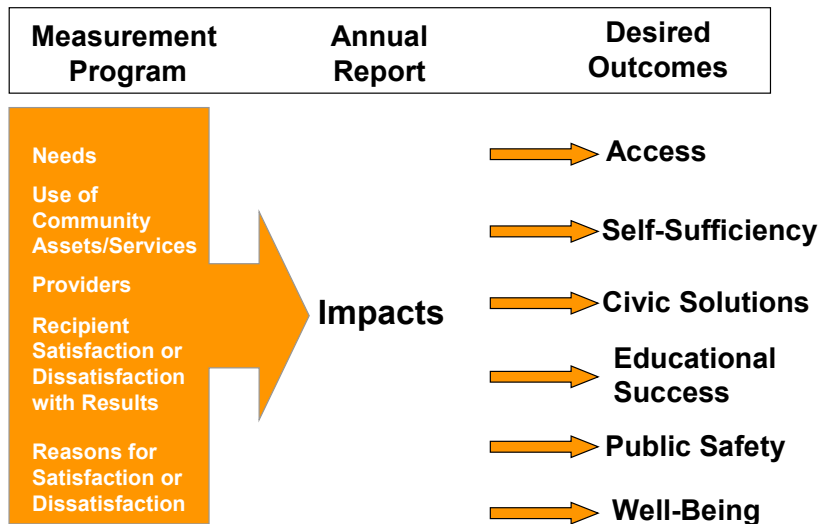 Measurement
Program
Annual
Report
Desired
Outcomes
Needs
Use of
Community
Assets/Services
Providers
Recipient
Satisfaction or
Dissatisfaction
with Results
Reasons for
Satisfaction or
Dissatisfaction
Impacts
Access
Self-Sufficiency
Civic Solutions
Educational
Success
Public Safety
Well-Being